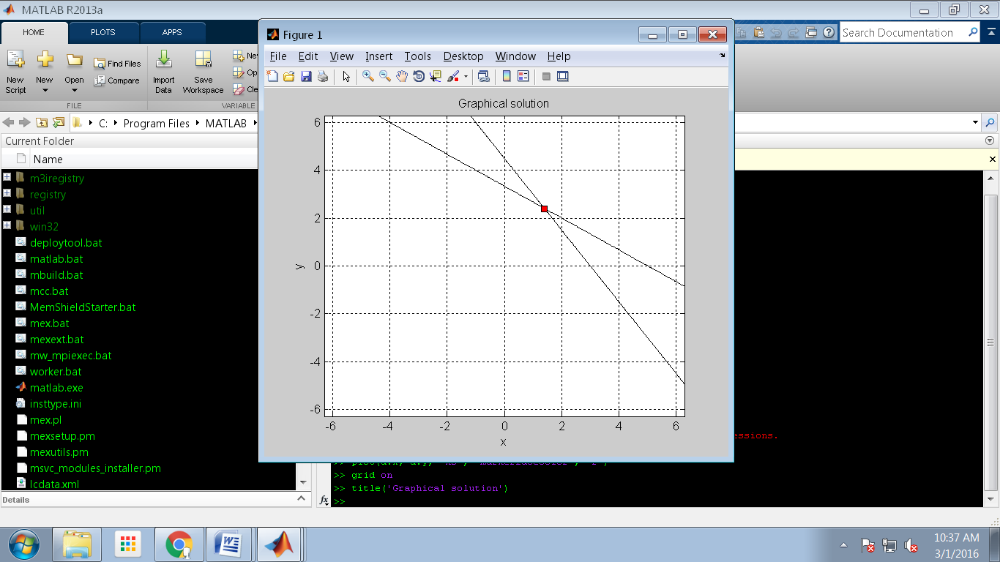 MATLAB R2013a
HOME PLOTS APPS
Search Documentation
New Script
New
Open
Find Files
Compare
Import Data
Save Workspace
FILE
VARIABLE
C: Program Files MATLAB
Current Folder
Name
m3iregistry
registry
util
win32
deploytool.bat
matlab.bat
mbuild.bat
mcc.bat
MemShieldStarter.bat
mex.bat
mexext.bat
mw_mpiexec.bat
worker.bat
matlab.exe
insttype.ini
mex.pl
mexsetup.pm
mexutils.pm
msvc_modules_installer.pm
lcdata.xml
Details
Figure 1
File Edit View Insert Tools Desktop Window Help
Graphical solution
6
4
2
0
-2
-4
-6
y
-6 -4 -2 0 2 4 6
x
essions.
>> grid on
>> title('Graphical solution')
>>
fx
10:37 AM
3/1/2016